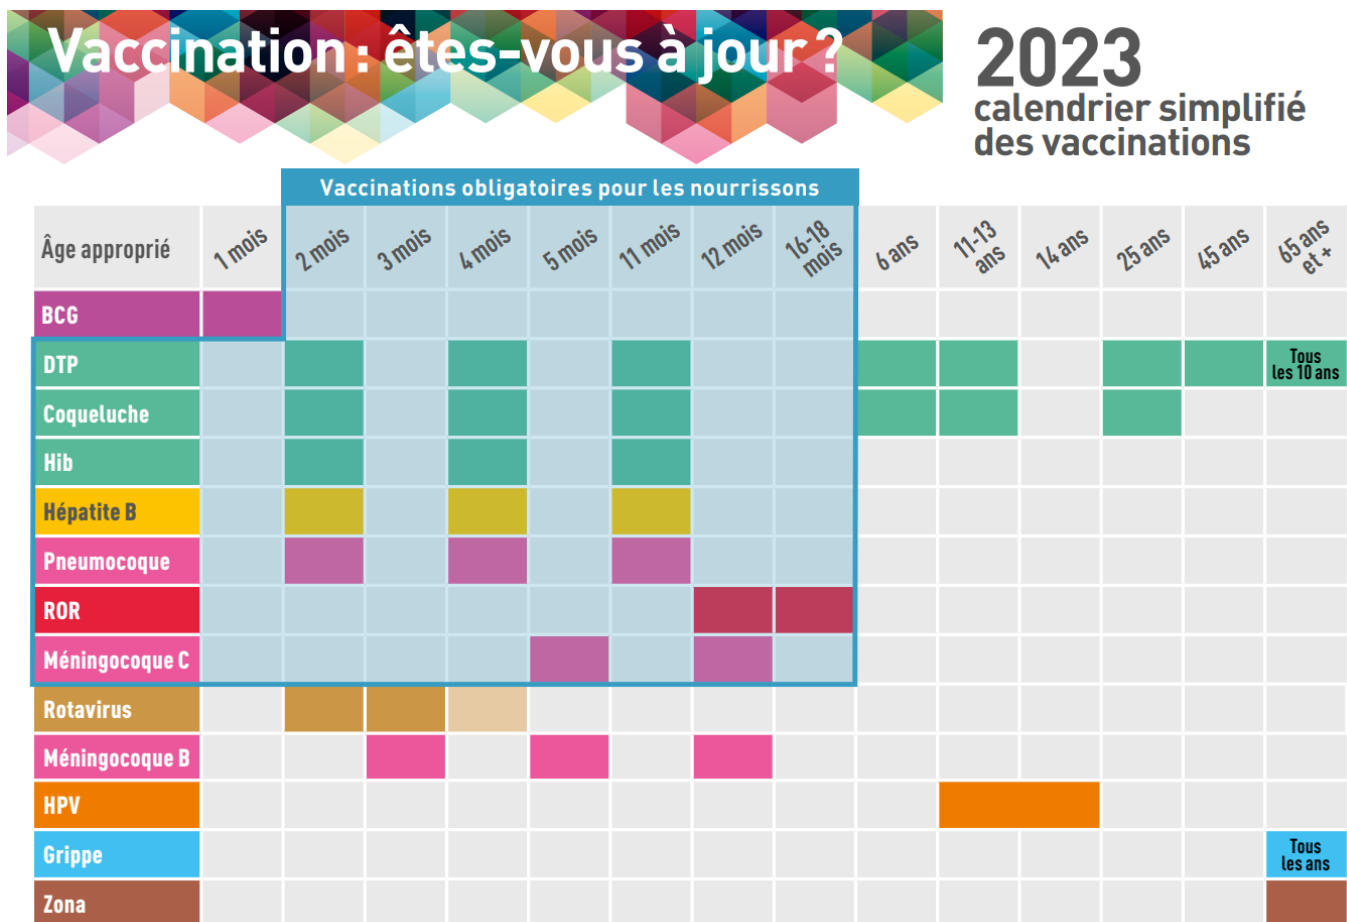 Vaccination : êtes-vous à jour ?
2023
calendrier simplifié
des vaccinations
Vaccinations obligatoires pour les nourrissons
Âge approprié
1 mois
2 mois
3 mois
4 mois
5 mois
11 mois
12 mois
16-18
mois
6 ans
11-13
ans
14 ans
25 ans
45 ans
65 ans
et +
BCG
DTP
Tous
les 10 ans
Coqueluche
Hib
Hépatite B
Pneumocoque
ROR
Méningocoque C
Rotavirus
Méningocoque B
HPV
Grippe
Tous
les ans
Zona